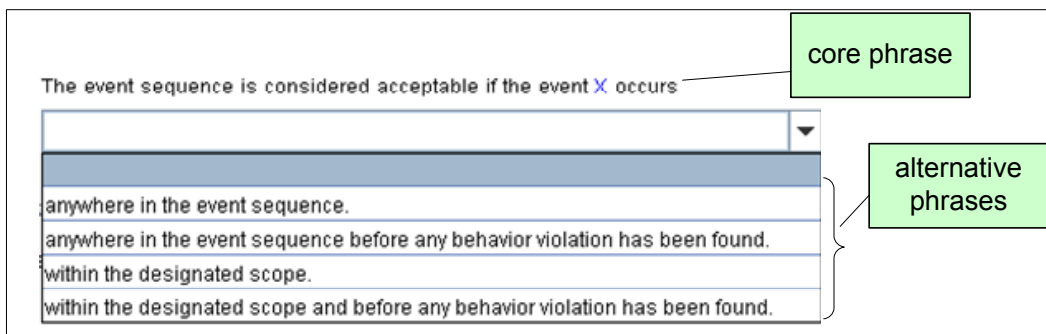 core phrase
The event sequence is considered acceptable if the event X occurs
alternative
phrases
anywhere in the event sequence.
anywhere in the event sequence before any behavior violation has been found.
within the designated scope.
within the designated scope and before any behavior violation has been found.